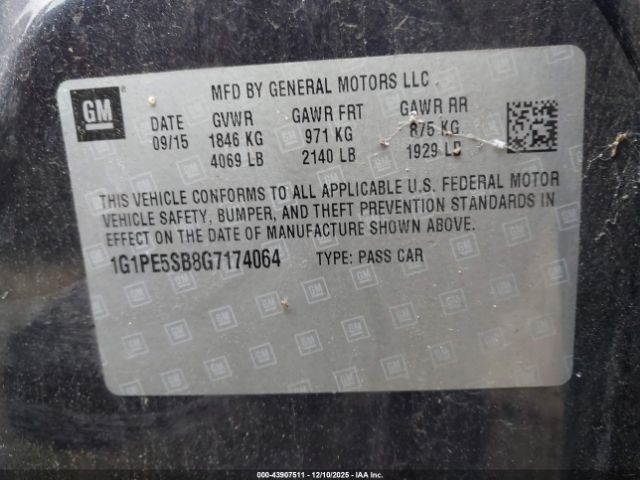 GM
MFD BY GENERAL MOTORS LLC
DATE GVWR GAWR FRT GAWR RR
09/15 1846 KG 971 KG 875 KG
4069 LB 2140 LB 1929 LB
THIS VEHICLE CONFORMS TO ALL APPLICABLE U.S. FEDERAL MOTOR
VEHICLE SAFETY, BUMPER, AND THEFT PREVENTION STANDARDS IN
EFFECT ON THE DATE OF MANUFACTURE SHOWN ABOVE.
1G1PE5SB8G7174064 TYPE: PASS CAR
000-43907511 - 12/10/2025 - IAA Inc.